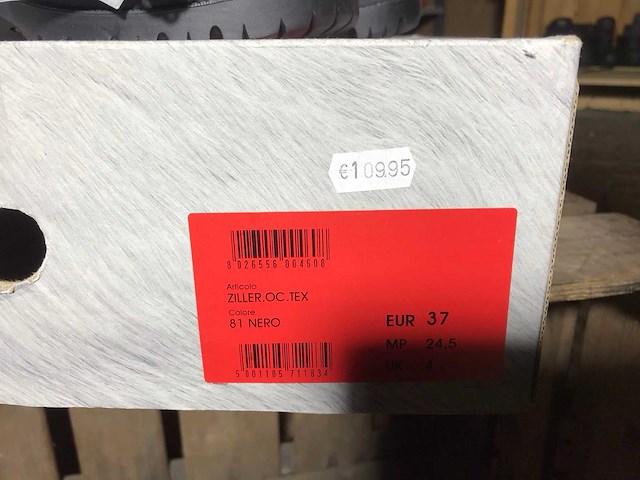 €109.95
8 026556 004608
Articolo
ZILLER.OC.TEX
Colore
81 NERO
EUR 37
MP 24,5
UK 4
5 001105 711834